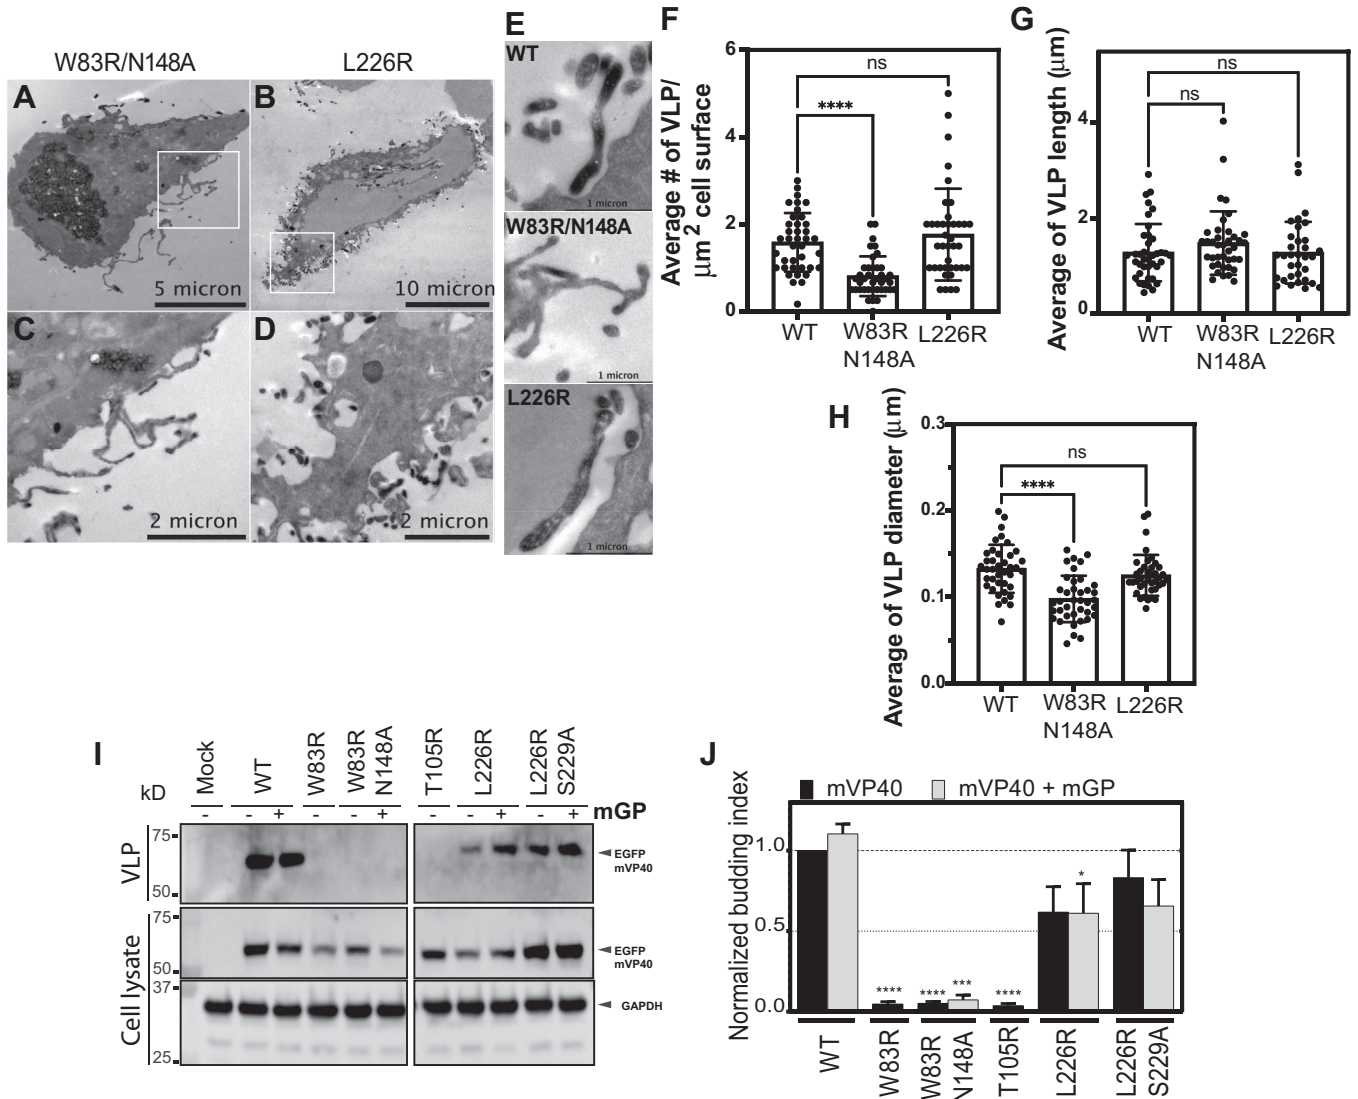 W83R/N148A
L226R
A
B
5 micron
10 micron
C
D
2 micron
2 micron
E
WT
1 micron
W83R/N148A
1 micron
L226R
1 micron
F
Average # of VLP/
μm2 cell surface
6
4
2
0
ns
****
WT
W83R
N148A
L226R
G
Average of VLP length (μm)
4
2
0
ns
ns
WT
W83R
N148A
L226R
H
Average of VLP diameter (μm)
0.3
0.2
0.1
0.0
ns
****
WT
W83R
N148A
L226R
I
kD
Mock
WT
W83R
W83R
N148A
T105R
L226R
L226R
S229A
- - + - - + - - + - + mGP
VLP
75
50
EGFP
mVP40
Cell lysate
75
50
EGFP
mVP40
37
25
GAPDH
J
mVP40
mVP40 + mGP
Normalized budding index
1.0
0.5
0.0
****
****
***
****
*
WT
W83R
W83R
N148A
T105R
L226R
L226R
S229A